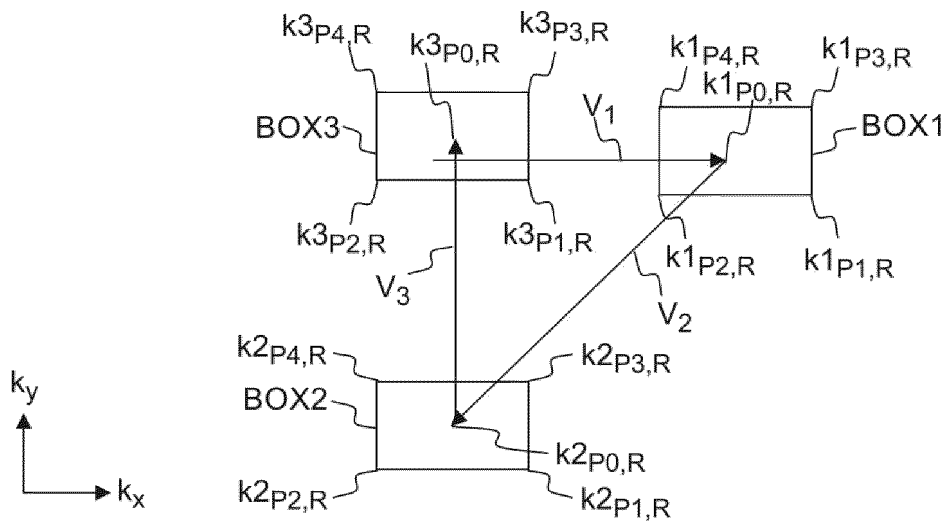 k3P4,R
k3P0,R
k3P3,R
k1P4,R
k1P3,R
k1P0,R
V1
BOX3
BOX1
k3P2,R
k3P1,R
k1P2,R
k1P1,R
V3
V2
k2P4,R
k2P3,R
BOX2
ky
k2P0,R
kx
k2P2,R
k2P1,R